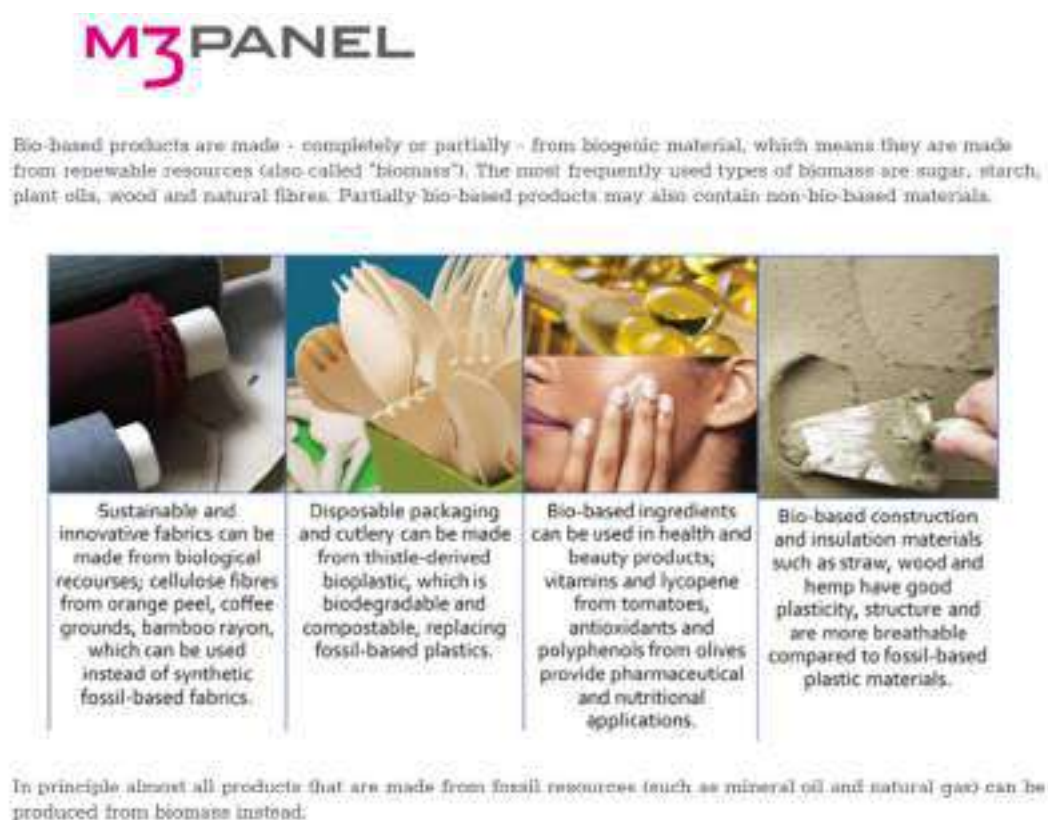 M3PANEL
Bio-based products are made - completely or partially - from biogenic material, which means they are made
from renewable resources (also called "biomass"). The most frequently used types of biomass are sugar, starch,
plant oils, wood and natural fibres. Partially bio-based products may also contain non-bio-based materials.
Sustainable and
innovative fabrics can be
made from biological
recourses; cellulose fibres
from orange peel, coffee
grounds, bamboo rayon,
which can be used
instead of synthetic
fossil-based fabrics.
Disposable packaging
and cutlery can be made
from thistle-derived
bioplastic, which is
biodegradable and
compostable, replacing
fossil-based plastics.
Bio-based ingredients
can be used in health and
beauty products;
vitamins and lycopene
from tomatoes,
antioxidants and
polyphenols from olives
provide pharmaceutical
and nutritional
applications.
Bio-based construction
and insulation materials
such as straw, wood and
hemp have good
plasticity, structure and
are more breathable
compared to fossil-based
plastic materials.
In principle almost all products that are made from fossil resources (such as mineral oil and natural gas) can be
produced from biomass instead.